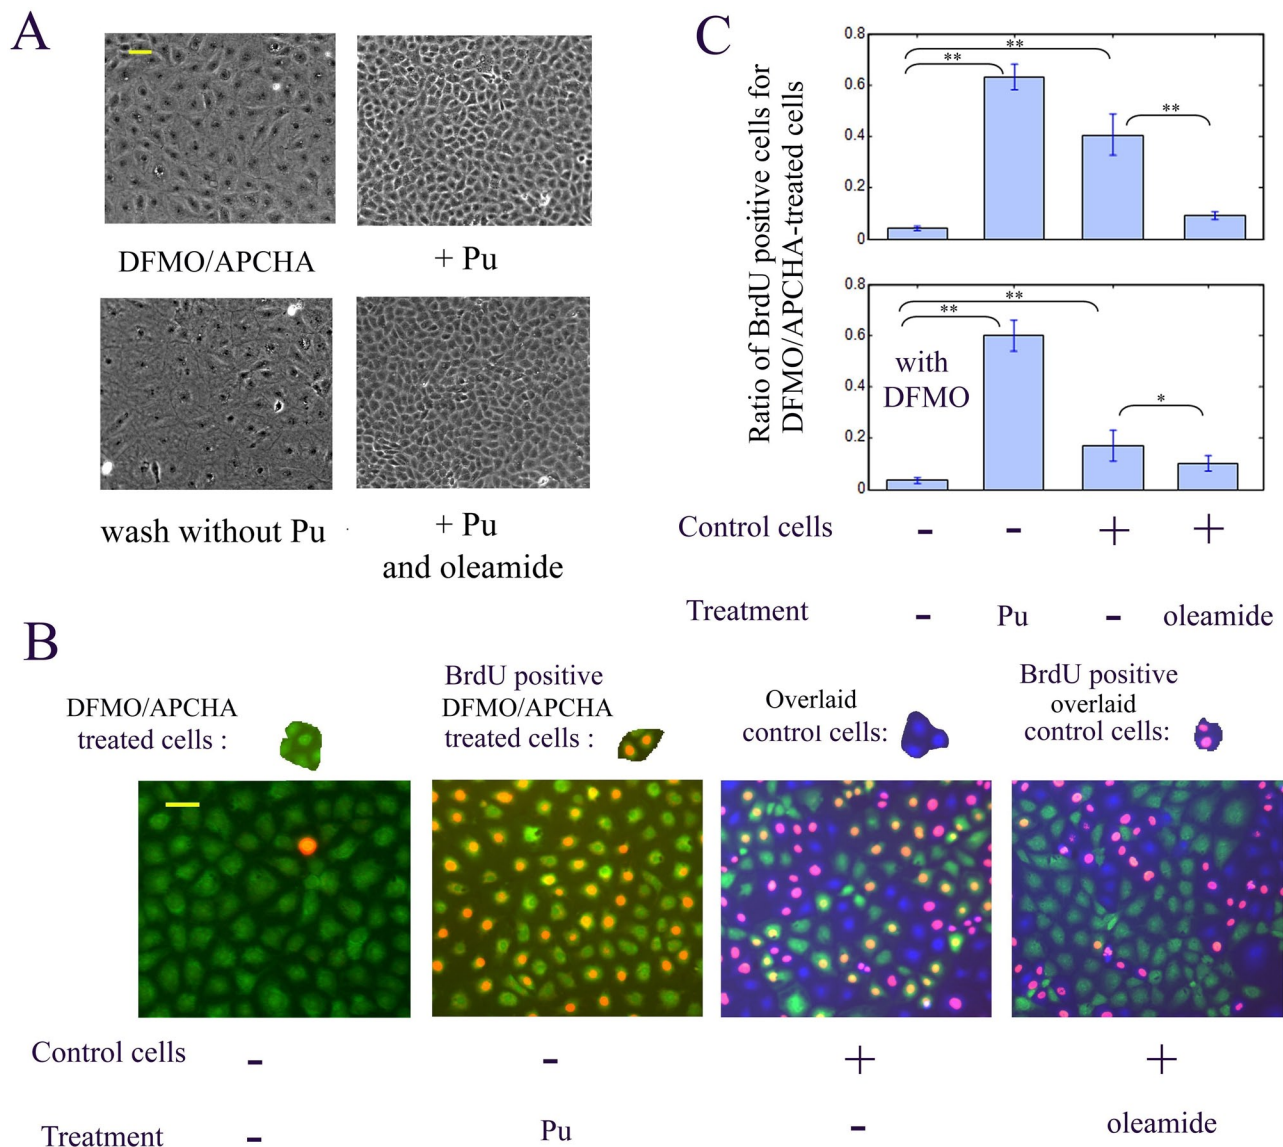 A
DFMO/APCHA
+ Pu
wash without Pu
+ Pu
and oleamide
C
Ratio of BrdU positive cells for
DFMO/APCHA-treated cells
0.8
0.6
0.4
0.2
0
**
**
**
0.8
0.6
0.4
0.2
0
**
**
*
with
DFMO
Control cells - - + +
Treatment - Pu - oleamide
B
DFMO/APCHA
treated cells :
BrdU positive
DFMO/APCHA
treated cells :
Overlaid
control cells:
BrdU positive
overlaid
control cells:
Control cells - - + +
Treatment - Pu - oleamide